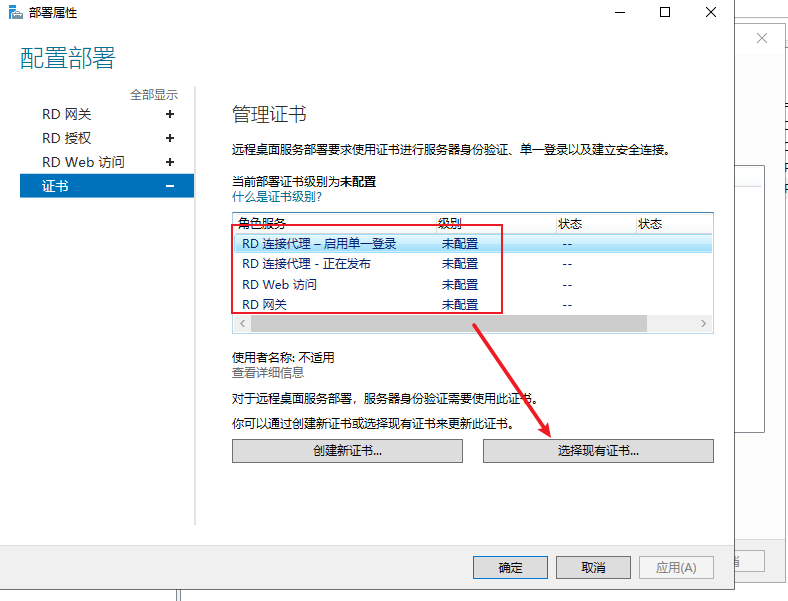 部署属性
配置部署
全部显示
RD 网关 +
RD 授权 +
RD Web 访问 +
证书 −
管理证书
远程桌面服务部署要求使用证书进行服务器身份验证、单一登录以及建立安全连接。
当前部署证书级别为未配置
什么是证书级别?
角色服务 级别 状态 状态
RD 连接代理 – 启用单一登录 未配置 --
RD 连接代理 - 正在发布 未配置 --
RD Web 访问 未配置 --
RD 网关 未配置 --
使用者名称: 不适用
查看详细信息
对于远程桌面服务部署，服务器身份验证需要使用此证书。
你可以通过创建新证书或选择现有证书来更新此证书。
创建新证书... 选择现有证书...
确定 取消 应用(A)